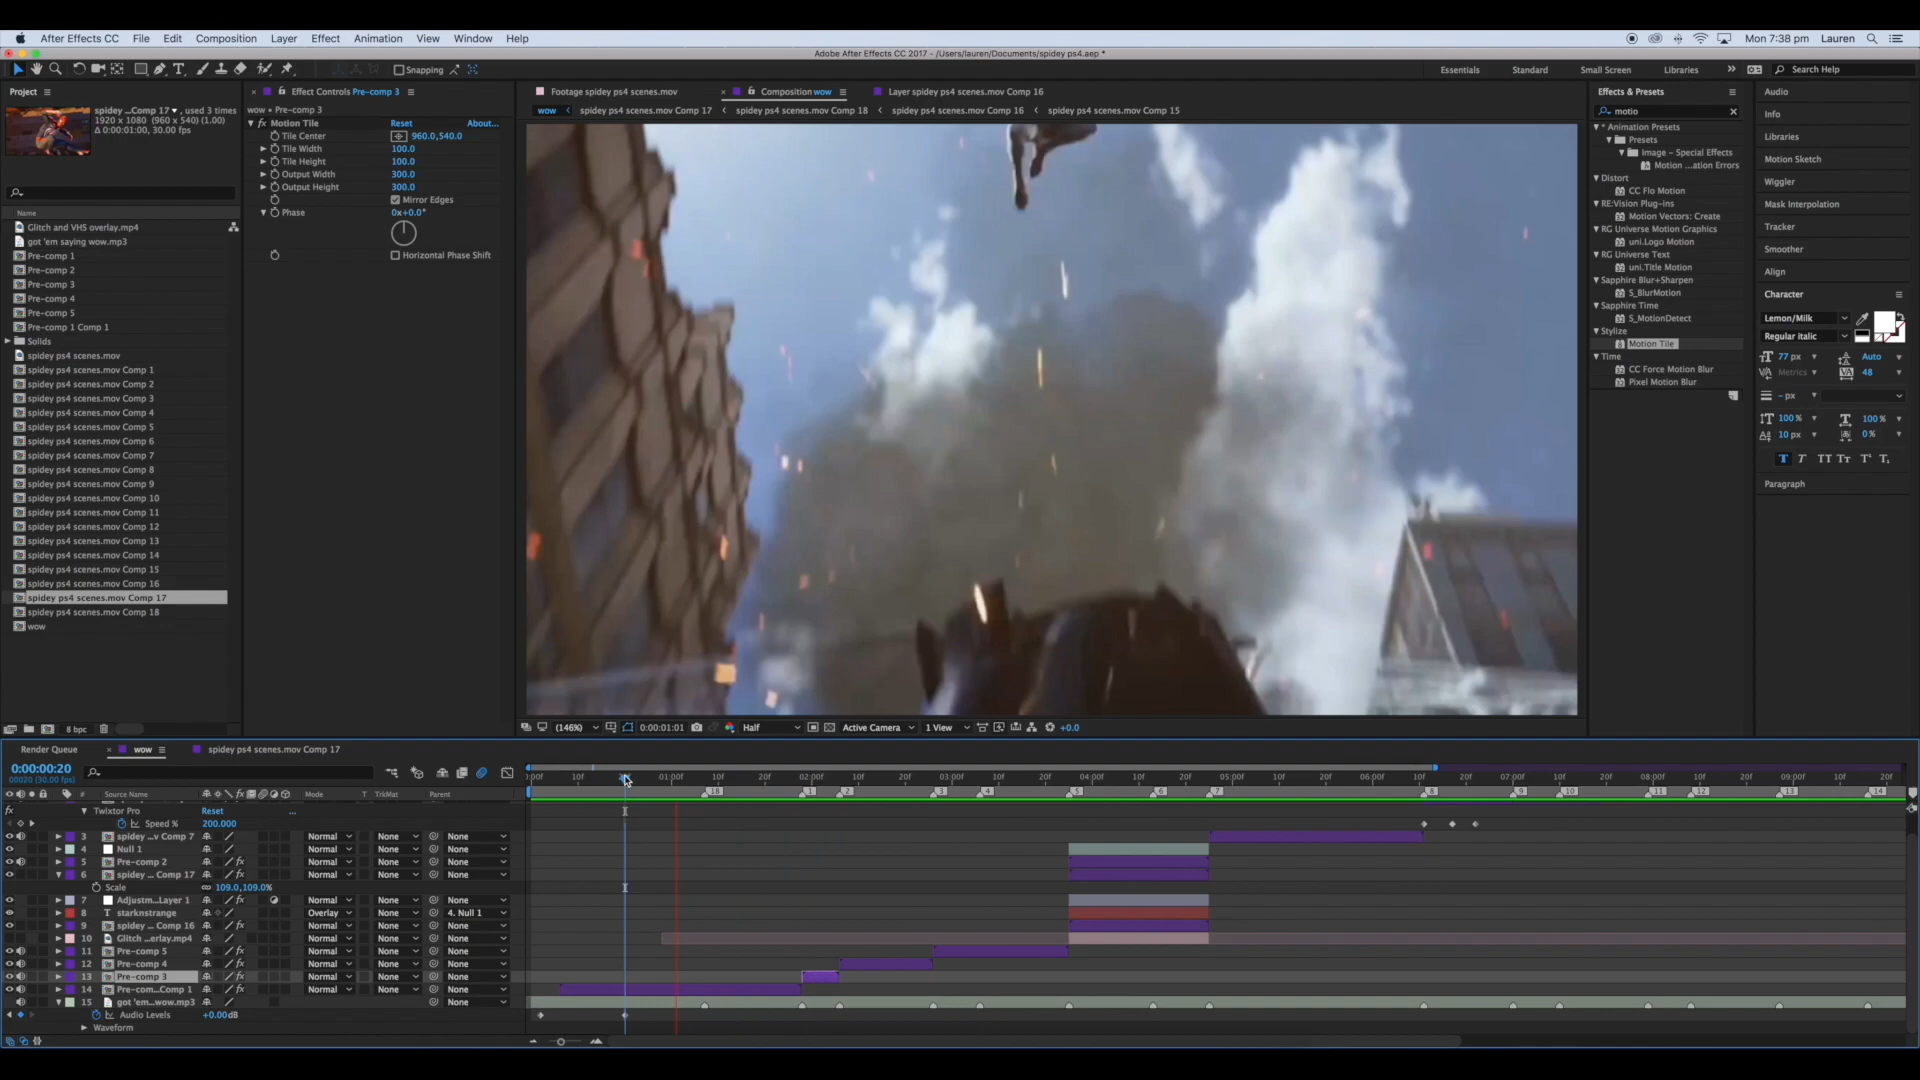 After Effects CC File Edit Composition Layer Effect Animation View Window Help Mon 7:38 pm Lauren
Adobe After Effects CC 2017 - /Users/lauren/Documents/spidey ps4.aep *
Snapping Essentials Standard Small Screen Libraries Search Help
Project
spidey ...Comp 17, used 3 times
1920 x 1080 (960 x 540) (1.00)
Δ 0:00:01:00, 30.00 fps
Name
Glitch and VHS overlay.mp4
got 'em saying wow.mp3
Pre-comp 1
Pre-comp 2
Pre-comp 3
Pre-comp 4
Pre-comp 5
Pre-comp 1 Comp 1
Solids
spidey ps4 scenes.mov
spidey ps4 scenes.mov Comp 1
spidey ps4 scenes.mov Comp 2
spidey ps4 scenes.mov Comp 3
spidey ps4 scenes.mov Comp 4
spidey ps4 scenes.mov Comp 5
spidey ps4 scenes.mov Comp 6
spidey ps4 scenes.mov Comp 7
spidey ps4 scenes.mov Comp 8
spidey ps4 scenes.mov Comp 9
spidey ps4 scenes.mov Comp 10
spidey ps4 scenes.mov Comp 11
spidey ps4 scenes.mov Comp 12
spidey ps4 scenes.mov Comp 13
spidey ps4 scenes.mov Comp 14
spidey ps4 scenes.mov Comp 15
spidey ps4 scenes.mov Comp 16
spidey ps4 scenes.mov Comp 17
spidey ps4 scenes.mov Comp 18
wow
8 bpc
Effect Controls Pre-comp 3
wow • Pre-comp 3
Motion Tile Reset About...
Tile Center 960.0,540.0
Tile Width 100.0
Tile Height 100.0
Output Width 300.0
Output Height 300.0
Mirror Edges
Phase 0x+0.0°
Horizontal Phase Shift
Footage spidey ps4 scenes.mov Composition wow Layer spidey ps4 scenes.mov Comp 16
wow spidey ps4 scenes.mov Comp 17 spidey ps4 scenes.mov Comp 18 spidey ps4 scenes.mov Comp 16 spidey ps4 scenes.mov Comp 15
(146%) 0:00:01:01 Half Active Camera 1 View +0.0
Effects & Presets
motio
* Animation Presets
Presets
Image – Special Effects
Motion ...ation Errors
Distort
CC Flo Motion
RE:Vision Plug-ins
Motion Vectors: Create
RG Universe Motion Graphics
uni.Logo Motion
RG Universe Text
uni.Title Motion
Sapphire Blur+Sharpen
S_BlurMotion
Sapphire Time
S_MotionDetect
Stylize
Motion Tile
Time
CC Force Motion Blur
Pixel Motion Blur
Audio
Info
Libraries
Motion Sketch
Wiggler
Mask Interpolation
Tracker
Smoother
Align
Character
Lemon/Milk
Regular italic
77 px Auto
Metrics 48
- px
100 % 100 %
10 px 0 %
T T TT Tт T¹ T₁
Paragraph
Render Queue wow spidey ps4 scenes.mov Comp 17
0:00:00:20
00020 (30.00 fps)
:00f 10f 01:00f 10f 20f 02:00f 10f 20f 03:00f 10f 20f 04:00f 10f 20f 05:00f 10f 20f 06:00f 10f 20f 07:00f 10f 20f 08:00f 10f 20f 09:00f 10f 20f
18 1 2 3 4 5 6 7 8 9 10 11 12 13 14
# Source Name Mode T TrkMat Parent
Twixtor Pro Reset ...
Speed % 200.000
3 spidey ...v Comp 7 Normal None None
4 Null 1 Normal None None
5 Pre-comp 2 Normal None None
6 spidey ... Comp 17 Normal None None
Scale 109.0,109.0%
7 Adjustm...Layer 1 Normal None None
8 T starknstrange Overlay None 4. Null 1
9 spidey ... Comp 16 Normal None None
10 Glitch ...erlay.mp4 Normal None None
11 Pre-comp 5 Normal None None
12 Pre-comp 4 Normal None None
13 Pre-comp 3 Normal None None
14 Pre-com...Comp 1 Normal None None
15 got 'em...wow.mp3 None
Audio Levels +0.00dB
Waveform